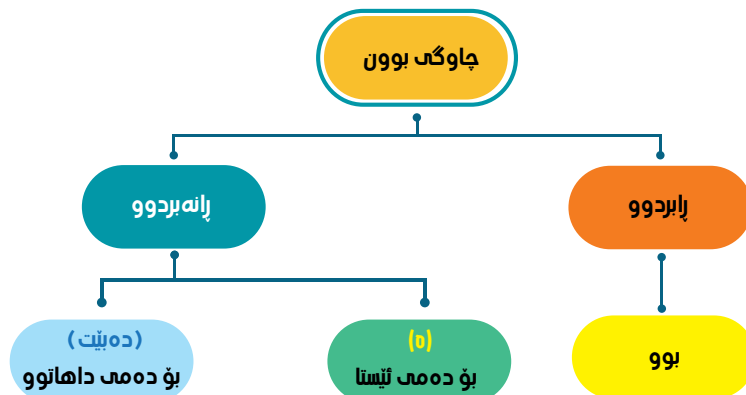 چاوگی بوون
ڕابردوو
ڕانەبردوو
بوو
(ە)
بۆ دەمی ئێستا
(دەبێت)
بۆ دەمی داهاتوو